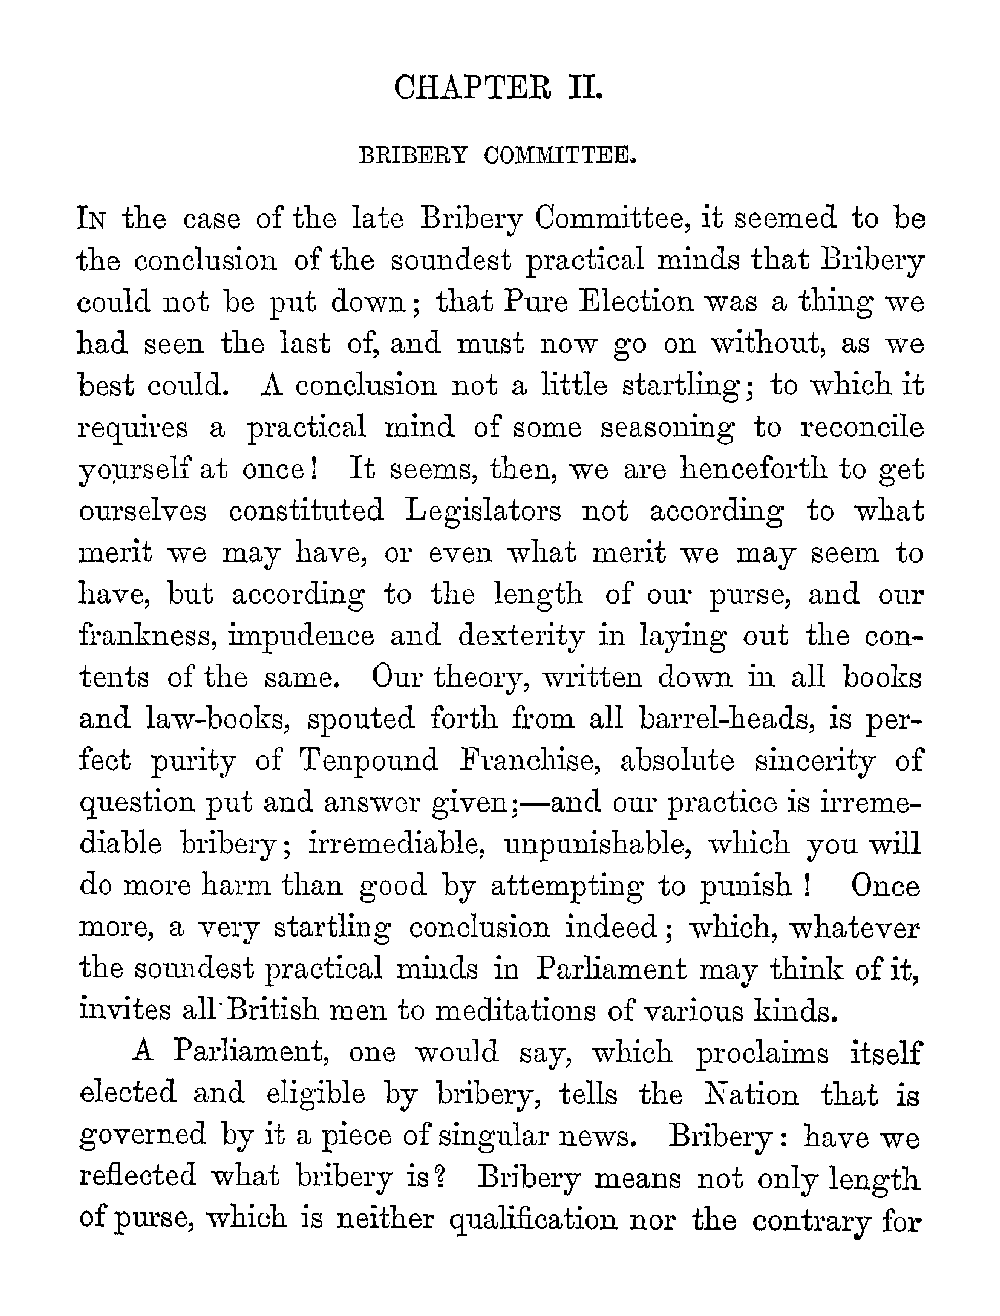 CHAPTER II.
BRIBERY COMMITTEE.
IN the case of the late Bribery Committee, it seemed to be
the conclusion of the soundest practical minds that Bribery
could not be put down; that Pure Election was a thing we
had seen the last of, and must now go on without, as we
best could. A conclusion not a little startling; to which it
requires a practical mind of some seasoning to reconcile
yourself at once! It seems, then, we are henceforth to get
ourselves constituted Legislators not according to what
merit we may have, or even what merit we may seem to
have, but according to the length of our purse, and our
frankness, impudence and dexterity in laying out the con-
tents of the same. Our theory, written down in all books
and law-books, spouted forth from all barrel-heads, is per-
fect purity of Tenpound Franchise, absolute sincerity of
question put and answer given;—and our practice is irreme-
diable bribery; irremediable, unpunishable, which you will
do more harm than good by attempting to punish! Once
more, a very startling conclusion indeed; which, whatever
the soundest practical minds in Parliament may think of it,
invites all British men to meditations of various kinds.
A Parliament, one would say, which proclaims itself
elected and eligible by bribery, tells the Nation that is
governed by it a piece of singular news. Bribery: have we
reflected what bribery is? Bribery means not only length
of purse, which is neither qualification nor the contrary for